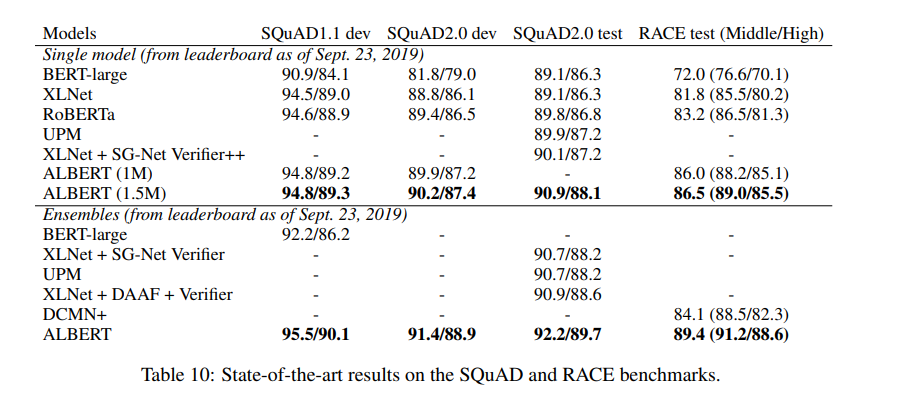 Models SQuAD1.1 dev SQuAD2.0 dev SQuAD2.0 test RACE test (Middle/High)
Single model (from leaderboard as of Sept. 23, 2019)
BERT-large 90.9/84.1 81.8/79.0 89.1/86.3 72.0 (76.6/70.1)
XLNet 94.5/89.0 88.8/86.1 89.1/86.3 81.8 (85.5/80.2)
RoBERTa 94.6/88.9 89.4/86.5 89.8/86.8 83.2 (86.5/81.3)
UPM - - 89.9/87.2
XLNet + SG-Net Verifier++ - - 90.1/87.2 -
ALBERT (1M) 94.8/89.2 89.9/87.2 - 86.0 (88.2/85.1)
ALBERT (1.5M) 94.8/89.3 90.2/87.4 90.9/88.1 86.5 (89.0/85.5)
Ensembles (from leaderboard as of Sept. 23, 2019)
BERT-large 92.2/86.2 - - -
XLNet + SG-Net Verifier - - 90.7/88.2 -
UPM - - 90.7/88.2
XLNet + DAAF + Verifier - - 90.9/88.6 -
DCMN+ - - - 84.1 (88.5/82.3)
ALBERT 95.5/90.1 91.4/88.9 92.2/89.7 89.4 (91.2/88.6)
Table 10: State-of-the-art results on the SQuAD and RACE benchmarks.